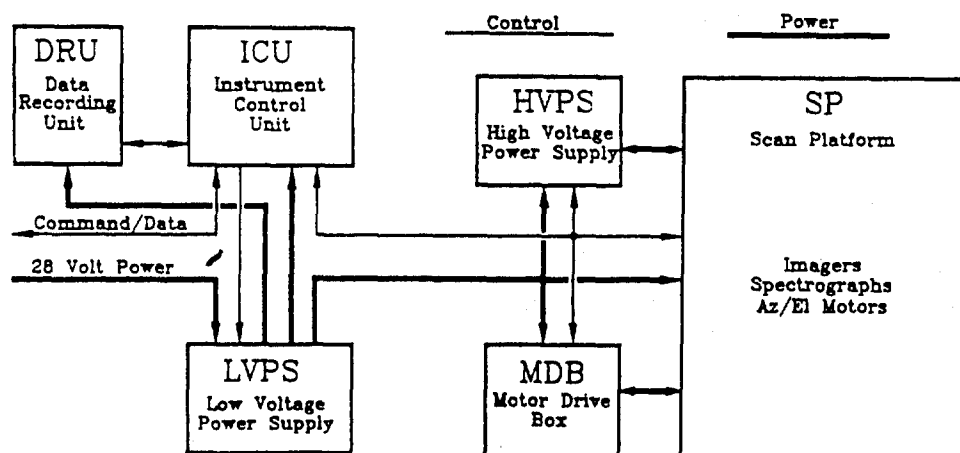 Control
Power
DRU
Data
Recording
Unit
ICU
Instrument
Control
Unit
HVPS
High Voltage
Power Supply
SP
Scan Platform
Command/Data
28 Volt Power
Imagers
Spectrographs
Az/El Motors
LVPS
Low Voltage
Power Supply
MDB
Motor Drive
Box